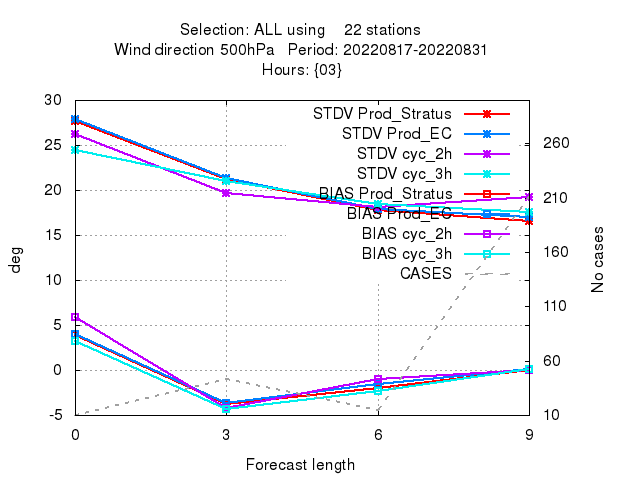 Selection: ALL using 22 stations
Wind direction 500hPa Period: 20220817-20220831
Hours: {03}
30
25
20
15
10
5
0
-5
deg
STDV Prod_Stratus
STDV Prod_EC
STDV cyc_2h
STDV cyc_3h
BIAS Prod_Stratus
BIAS Prod_EC
BIAS cyc_2h
BIAS cyc_3h
CASES
260
210
160
110
60
10
No cases
0 3 6 9
Forecast length